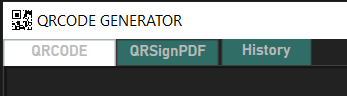 QRCODE GENERATOR
QRCODE QRSignPDF History